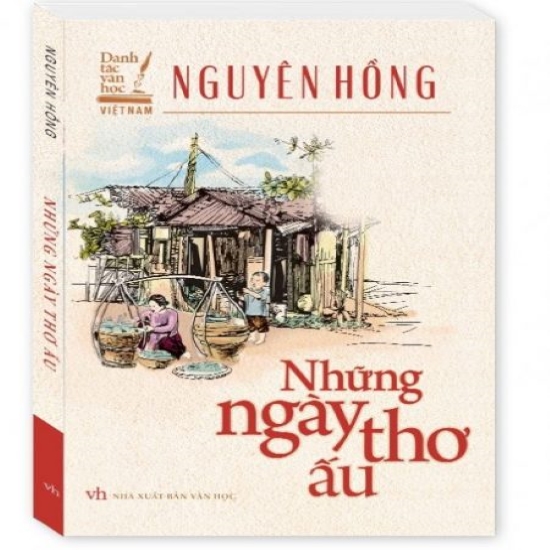 Danh
tác văn
học
VIỆT NAM
NGUYÊN HỒNG
Những
ngày thơ
ấu
vh NHÀ XUẤT BẢN VĂN HỌC
NGUYÊN HỒNG
NHỮNG NGÀY THƠ ẤU
vh